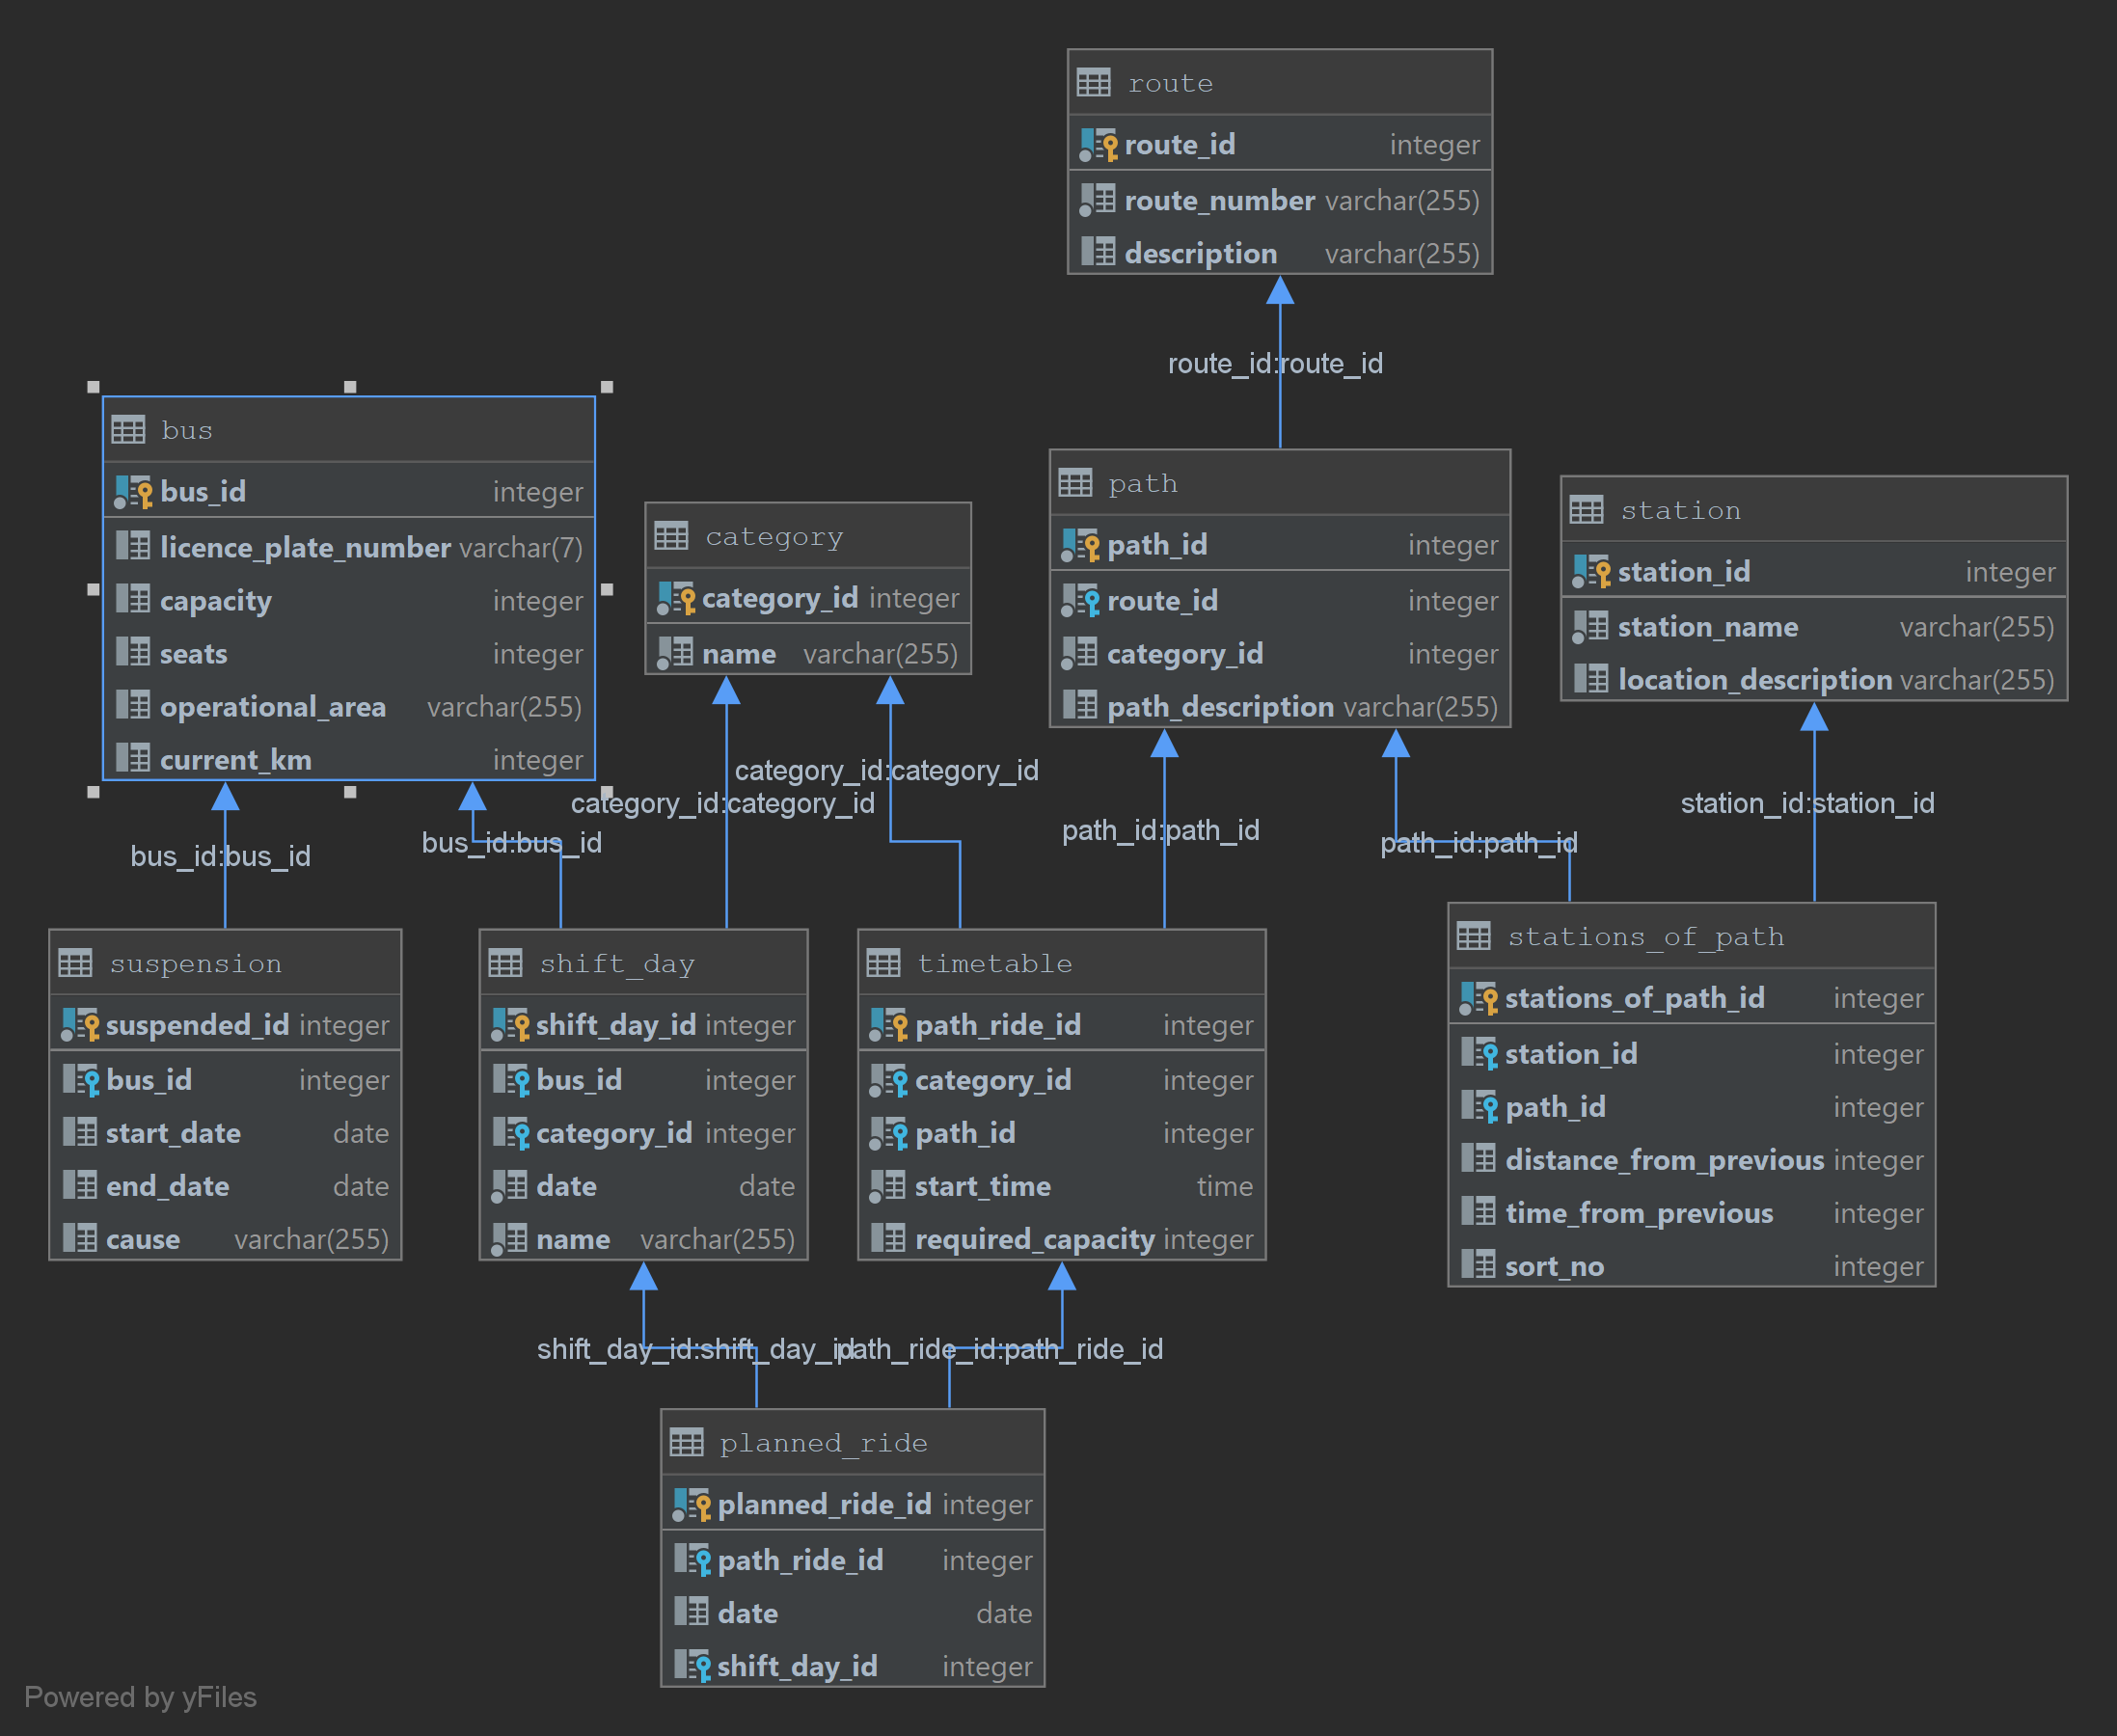 route
route_id integer
route_number varchar(255)
description varchar(255)
route_id:route_id
bus
bus_id integer
licence_plate_number varchar(7)
capacity integer
seats integer
operational_area varchar(255)
current_km integer
category
category_id integer
name varchar(255)
path
path_id integer
route_id integer
category_id integer
path_description varchar(255)
station
station_id integer
station_name varchar(255)
location_description varchar(255)
bus_id:bus_id
bus_id:bus_id
category_id:category_id
category_id:category_id
path_id:path_id
path_id:path_id
station_id:station_id
suspension
suspended_id integer
bus_id integer
start_date date
end_date date
cause varchar(255)
shift_day
shift_day_id integer
bus_id integer
category_id integer
date date
name varchar(255)
timetable
path_ride_id integer
category_id integer
path_id integer
start_time time
required_capacity integer
stations_of_path
stations_of_path_id integer
station_id integer
path_id integer
distance_from_previous integer
time_from_previous integer
sort_no integer
shift_day_id:shift_day_id
path_ride_id:path_ride_id
planned_ride
planned_ride_id integer
path_ride_id integer
date date
shift_day_id integer
Powered by yFiles